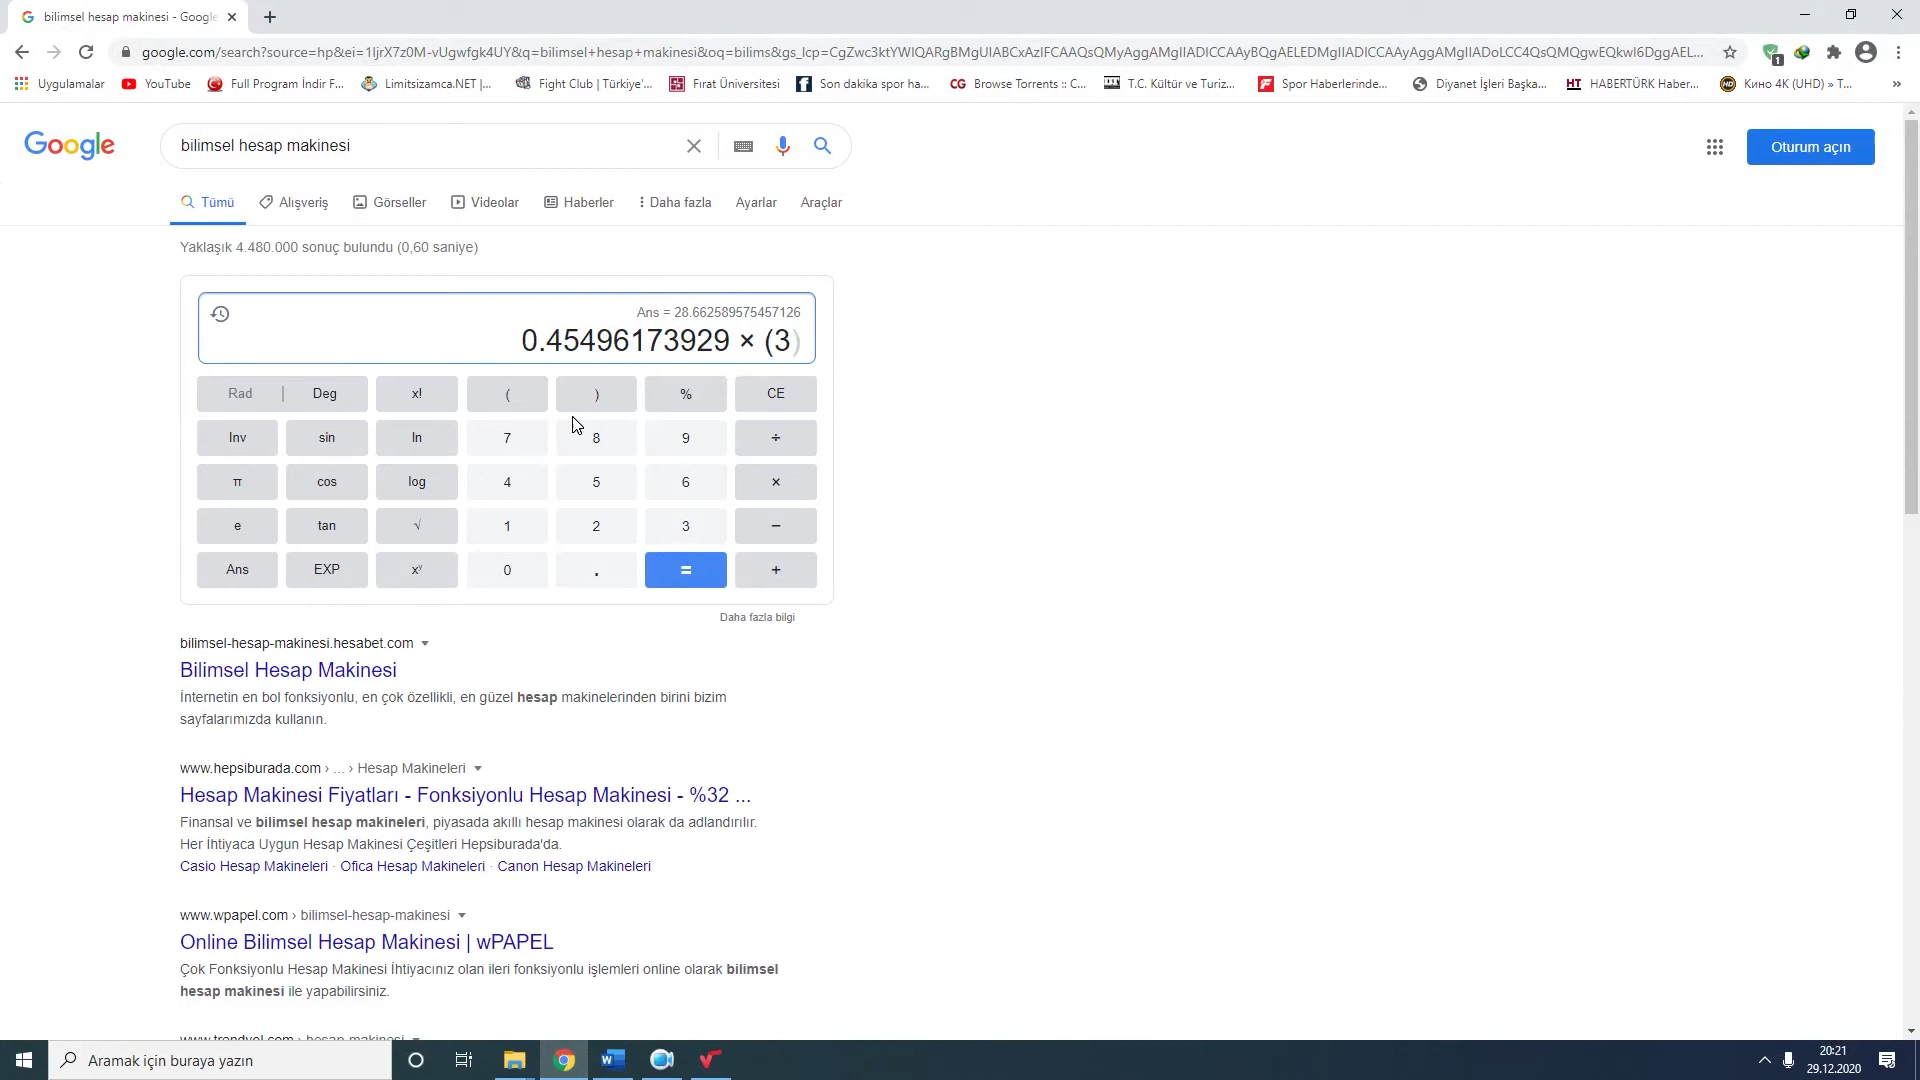 bilimsel hesap makinesi - Google
google.com/search?source=hp&ei=1ljrX7z0M-vUgwfgk4UY&q=bilimsel+hesap+makinesi&oq=bilims&gs_lcp=CgZwc3ktYWIQARgBMgUIABCxAzIFCAAQsQMyAggAMgIIADICCAAyBQgAELEDMgIIADICCAAyAggAMgIIADoLCC4QsQMQgwEQkwI6DggAEL...
1
Uygulamalar YouTube Full Program İndir F... Limitsizamca.NET |... Fight Club | Türkiye'... Fırat Üniversitesi Son dakika spor ha... CG Browse Torrents :: C... T.C. Kültür ve Turiz... Spor Haberlerinde... Diyanet İşleri Başka... HT HABERTÜRK Haber... Кино 4K (UHD) » T... »
Google bilimsel hesap makinesi Oturum açın
Tümü Alışveriş Görseller Videolar Haberler Daha fazla Ayarlar Araçlar
Yaklaşık 4.480.000 sonuç bulundu (0,60 saniye)
Ans = 28.662589575457126
0.45496173929 × (3)
Rad | Deg x! ( ) % CE
Inv sin ln 7 8 9 ÷
π cos log 4 5 6 ×
e tan √ 1 2 3 −
Ans EXP xʸ 0 . = +
Daha fazla bilgi
bilimsel-hesap-makinesi.hesabet.com
Bilimsel Hesap Makinesi
İnternetin en bol fonksiyonlu, en çok özellikli, en güzel hesap makinelerinden birini bizim
sayfalarımızda kullanın.
www.hepsiburada.com › ... › Hesap Makineleri
Hesap Makinesi Fiyatları - Fonksiyonlu Hesap Makinesi - %32 ...
Finansal ve bilimsel hesap makineleri, piyasada akıllı hesap makinesi olarak da adlandırılır.
Her İhtiyaca Uygun Hesap Makinesi Çeşitleri Hepsiburada'da.
Casio Hesap Makineleri · Ofica Hesap Makineleri · Canon Hesap Makineleri
www.wpapel.com › bilimsel-hesap-makinesi
Online Bilimsel Hesap Makinesi | wPAPEL
Çok Fonksiyonlu Hesap Makinesi İhtiyacınız olan ileri fonksiyonlu işlemleri online olarak bilimsel
hesap makinesi ile yapabilirsiniz.
www.trendyol.com › hesap-makinesi
Aramak için buraya yazın
20:21
29.12.2020